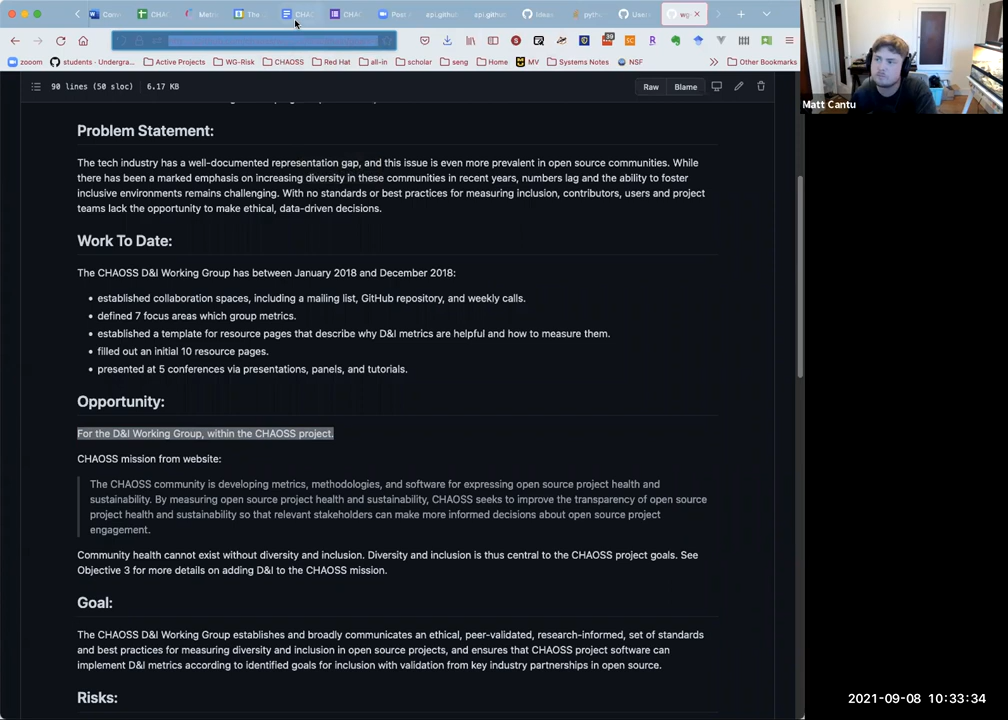 Com
CHAO
Metri
The
CHAO
CHAO
Post
api.github
api.github
Ideas
pytho
Users
wg-
39
zooom
students - Undergra...
Active Projects
WG-Risk
CHAOSS
Red Hat
all-in
scholar
seng
Home
MV
Systems Notes
NSF
Other Bookmarks
Matt Cantu
90 lines (50 sloc)
6.17 KB
Raw
Blame
Problem Statement:
The tech industry has a well-documented representation gap, and this issue is even more prevalent in open source communities. While
there has been a marked emphasis on increasing diversity in these communities in recent years, numbers lag and the ability to foster
inclusive environments remains challenging. With no standards or best practices for measuring inclusion, contributors, users and project
teams lack the opportunity to make ethical, data-driven decisions.
Work To Date:
The CHAOSS D&I Working Group has between January 2018 and December 2018:
• established collaboration spaces, including a mailing list, GitHub repository, and weekly calls.
• defined 7 focus areas which group metrics.
• established a template for resource pages that describe why D&I metrics are helpful and how to measure them.
• filled out an initial 10 resource pages.
• presented at 5 conferences via presentations, panels, and tutorials.
Opportunity:
For the D&I Working Group, within the CHAOSS project.
CHAOSS mission from website:
The CHAOSS community is developing metrics, methodologies, and software for expressing open source project health and
sustainability. By measuring open source project health and sustainability, CHAOSS seeks to improve the transparency of open source
project health and sustainability so that relevant stakeholders can make more informed decisions about open source project
engagement.
Community health cannot exist without diversity and inclusion. Diversity and inclusion is thus central to the CHAOSS project goals. See
Objective 3 for more details on adding D&I to the CHAOSS mission.
Goal:
The CHAOSS D&I Working Group establishes and broadly communicates an ethical, peer-validated, research-informed, set of standards
and best practices for measuring diversity and inclusion in open source projects, and ensures that CHAOSS project software can
implement D&I metrics according to identified goals for inclusion with validation from key industry partnerships in open source.
Risks:
2021-09-08 10:33:34